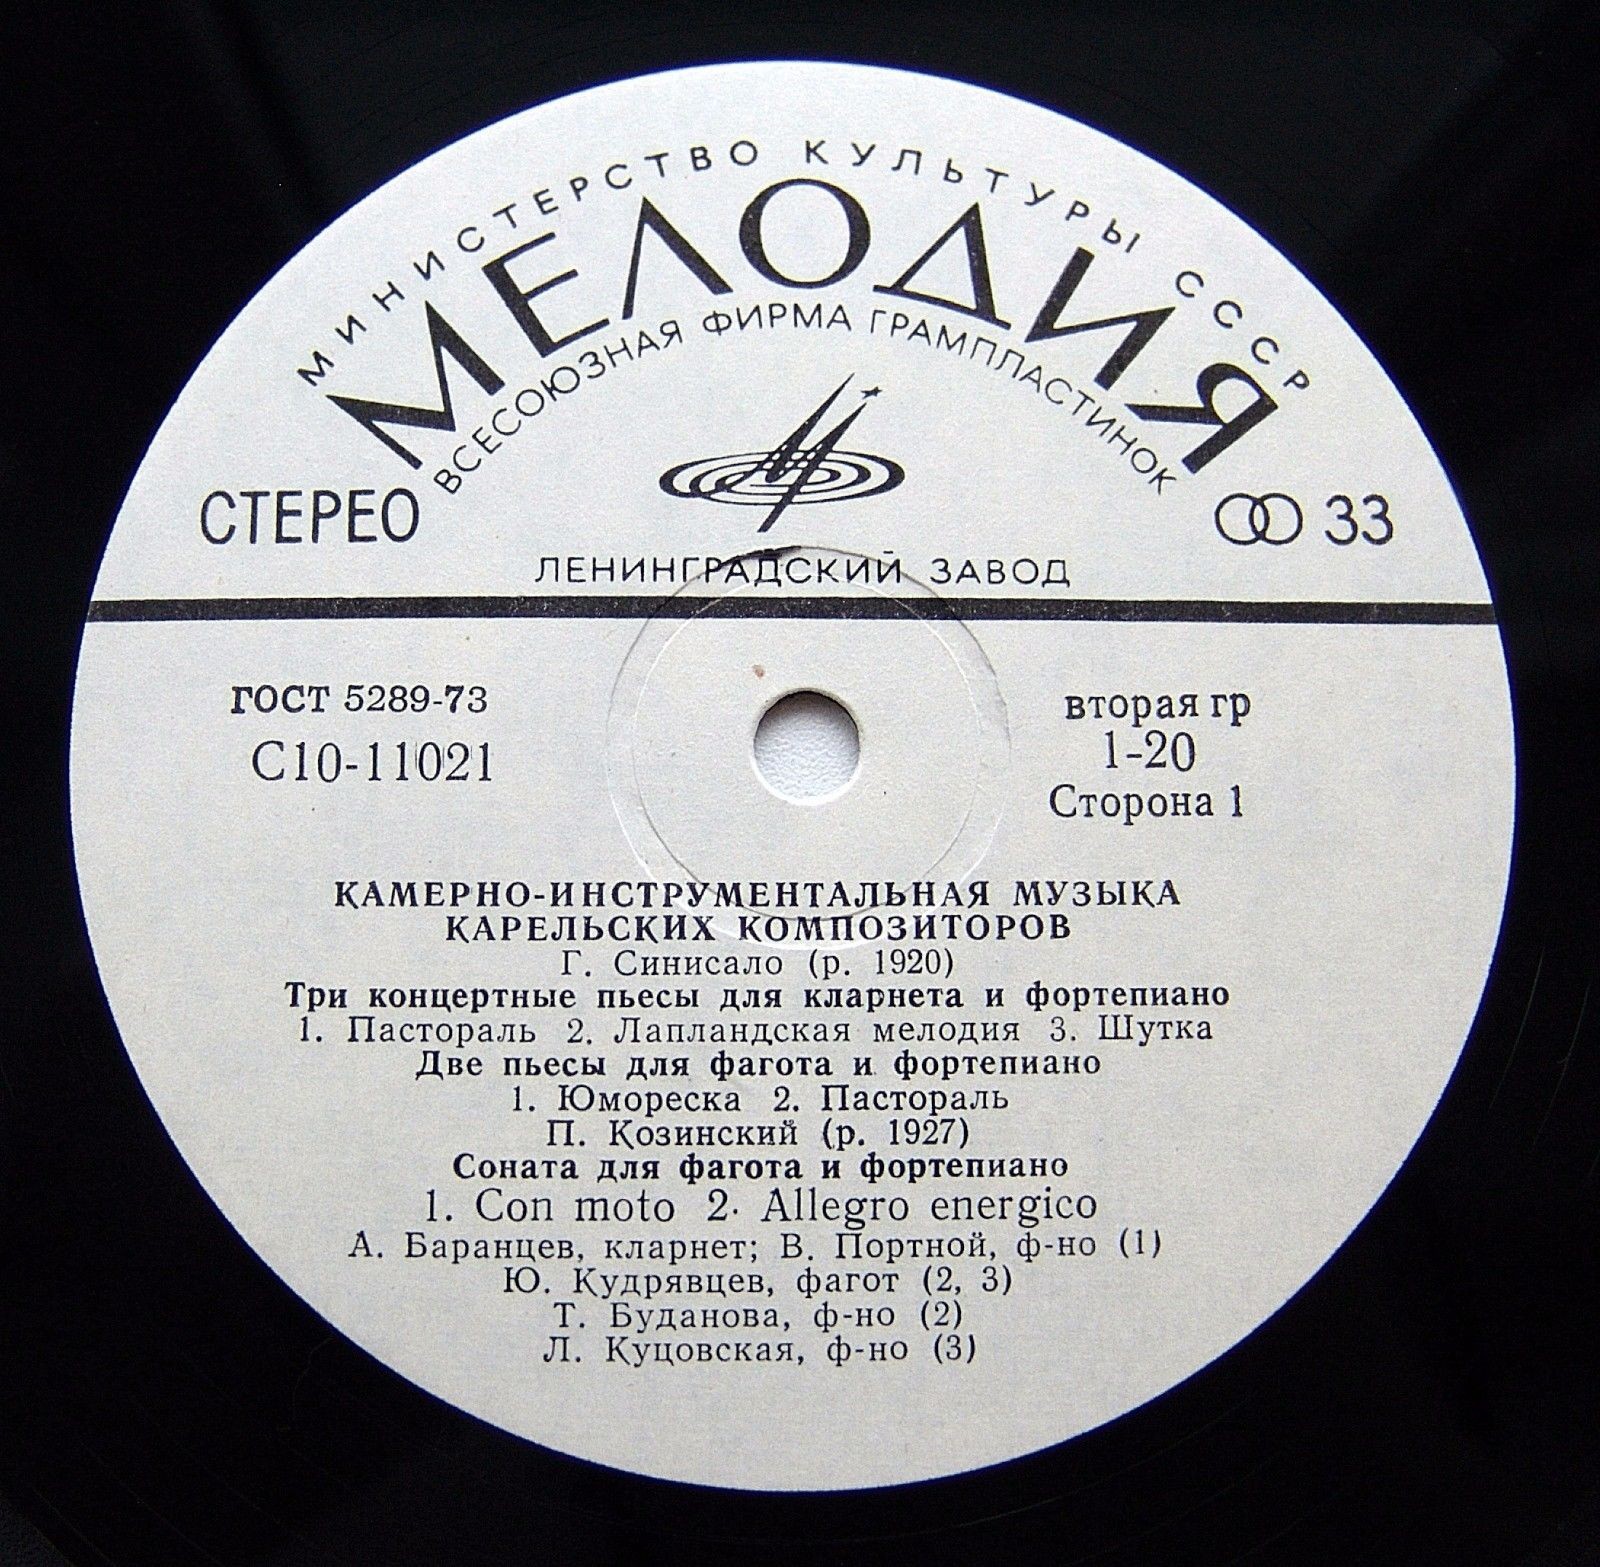 МИНИСТЕРСТВО КУЛЬТУРЫ СССР
МЕЛОДИЯ
ВСЕСОЮЗНАЯ ФИРМА ГРАМПЛАСТИНОК
СТЕРЕО
33
ЛЕНИНГРАДСКИЙ ЗАВОД
ГОСТ 5289-73
С10-11021
вторая гр
1-20
Сторона 1
КАМЕРНО-ИНСТРУМЕНТАЛЬНАЯ МУЗЫКА
КАРЕЛЬСКИХ КОМПОЗИТОРОВ
Г. Синисало (р. 1920)
Три концертные пьесы для кларнета и фортепиано
1. Пастораль 2. Лапландская мелодия 3. Шутка
Две пьесы для фагота и фортепиано
1. Юмореска 2. Пастораль
П. Козинский (р. 1927)
Соната для фагота и фортепиано
1. Con moto 2. Allegro energico
А. Баранцев, кларнет; В. Портной, ф-но (1)
Ю. Кудрявцев, фагот (2, 3)
Т. Буданова, ф-но (2)
Л. Куцовская, ф-но (3)